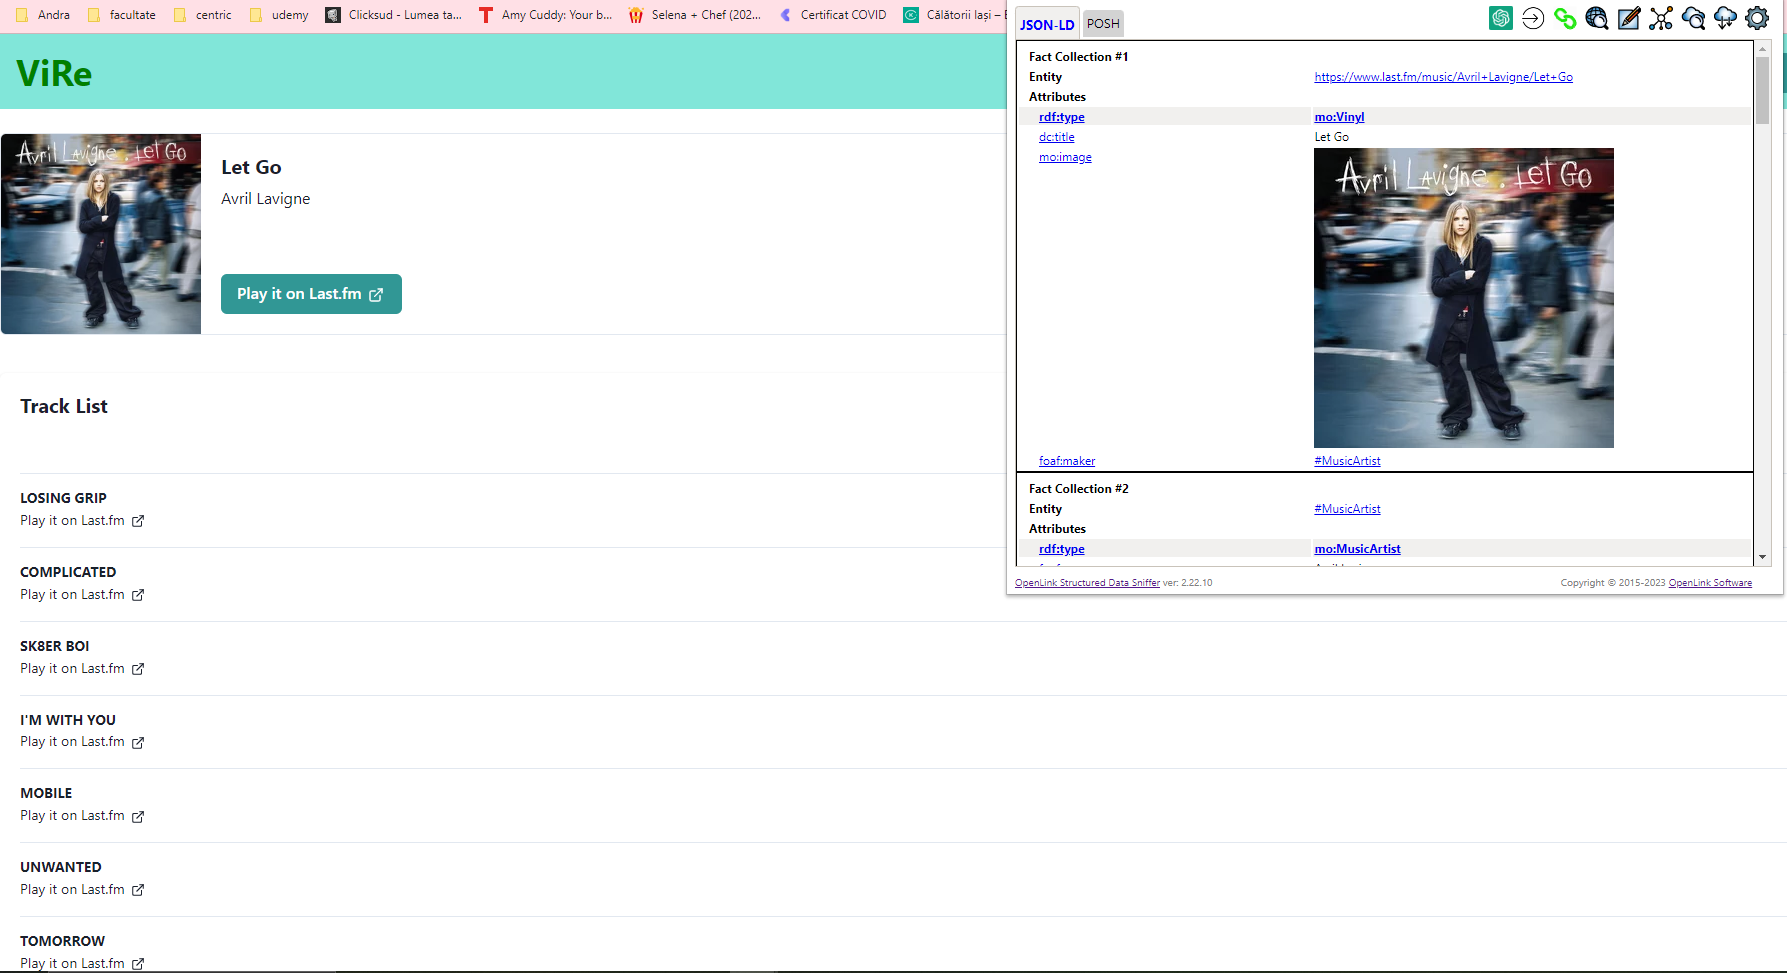 Andra
facultate
centric
udemy
Clicksud - Lumea ta...
Amy Cuddy: Your b...
Selena + Chef (202...
Certificat COVID
Călătorii Iași –
ViRe
Avril Lavigne . Let Go
Let Go
Avril Lavigne
Play it on Last.fm
Track List
LOSING GRIP
Play it on Last.fm
COMPLICATED
Play it on Last.fm
SK8ER BOI
Play it on Last.fm
I'M WITH YOU
Play it on Last.fm
MOBILE
Play it on Last.fm
UNWANTED
Play it on Last.fm
TOMORROW
Play it on Last.fm
JSON-LD
POSH
Fact Collection #1
Entity https://www.last.fm/music/Avril+Lavigne/Let+Go
Attributes
rdf:type mo:Vinyl
dc:title Let Go
mo:image
Avril Lavigne . Let Go
foaf:maker #MusicArtist
Fact Collection #2
Entity #MusicArtist
Attributes
rdf:type mo:MusicArtist
OpenLink Structured Data Sniffer ver: 2.22.10
Copyright © 2015-2023 OpenLink Software